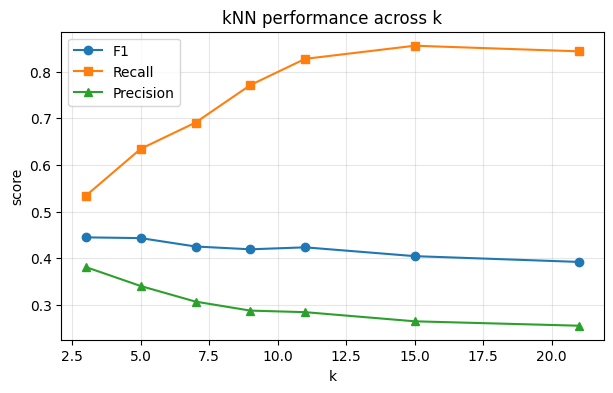 kNN performance across k
F1
Recall
Precision
score
0.8
0.7
0.6
0.5
0.4
0.3
2.5 5.0 7.5 10.0 12.5 15.0 17.5 20.0
k